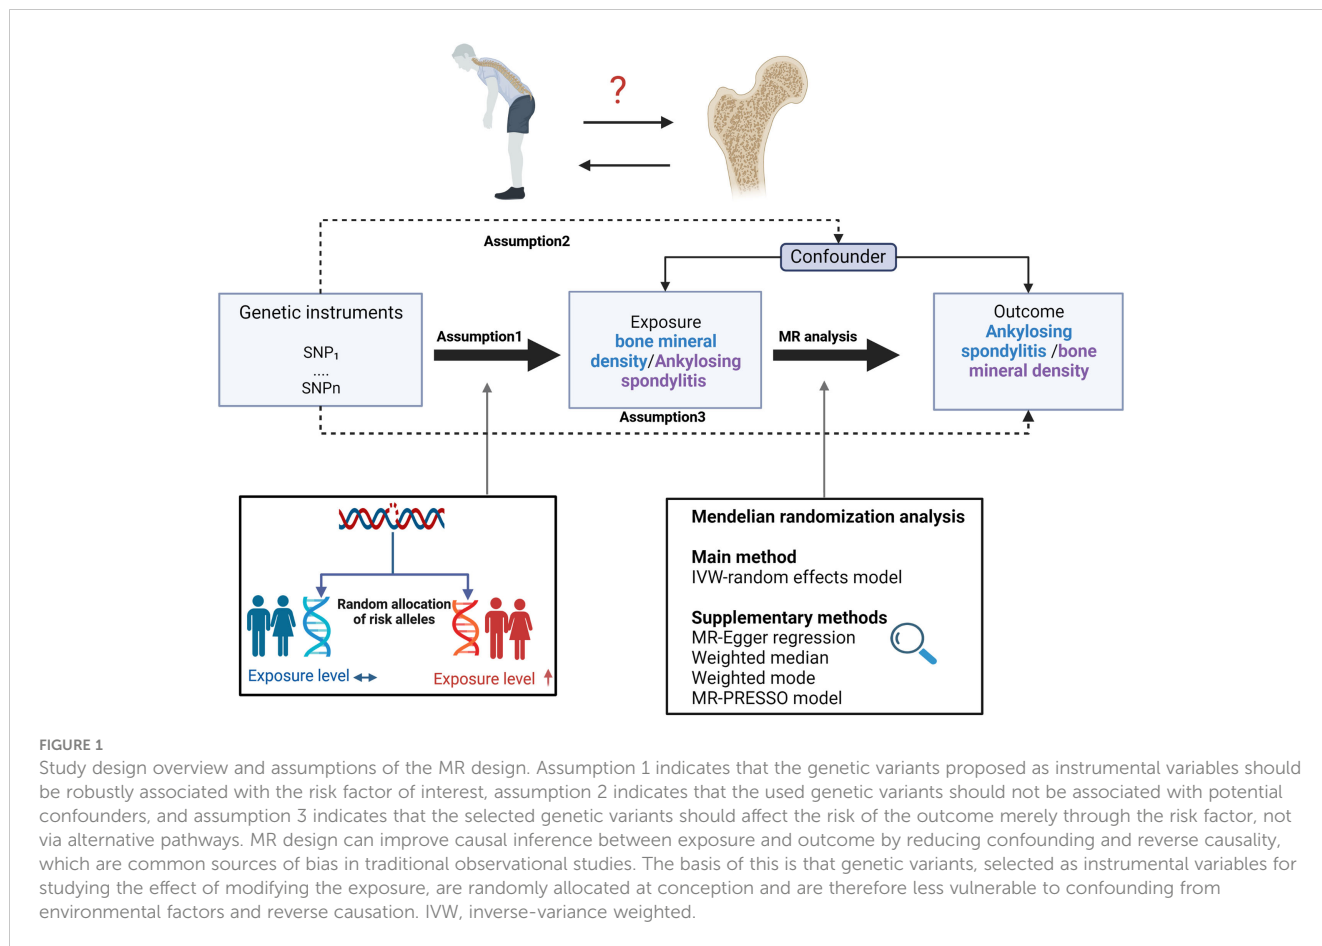 ?
Assumption2
Confounder
Genetic instruments
SNP₁
....
SNPn
Assumption1
Exposure
bone mineral
density/Ankylosing
spondylitis
MR analysis
Outcome
Ankylosing
spondylitis /bone
mineral density
Assumption3
Random allocation
of risk alleles
Exposure level
Exposure level
Mendelian randomization analysis
Main method
IVW-random effects model
Supplementary methods
MR-Egger regression
Weighted median
Weighted mode
MR-PRESSO model
FIGURE 1
Study design overview and assumptions of the MR design. Assumption 1 indicates that the genetic variants proposed as instrumental variables should
be robustly associated with the risk factor of interest, assumption 2 indicates that the used genetic variants should not be associated with potential
confounders, and assumption 3 indicates that the selected genetic variants should affect the risk of the outcome merely through the risk factor, not
via alternative pathways. MR design can improve causal inference between exposure and outcome by reducing confounding and reverse causality,
which are common sources of bias in traditional observational studies. The basis of this is that genetic variants, selected as instrumental variables for
studying the effect of modifying the exposure, are randomly allocated at conception and are therefore less vulnerable to confounding from
environmental factors and reverse causation. IVW, inverse-variance weighted.